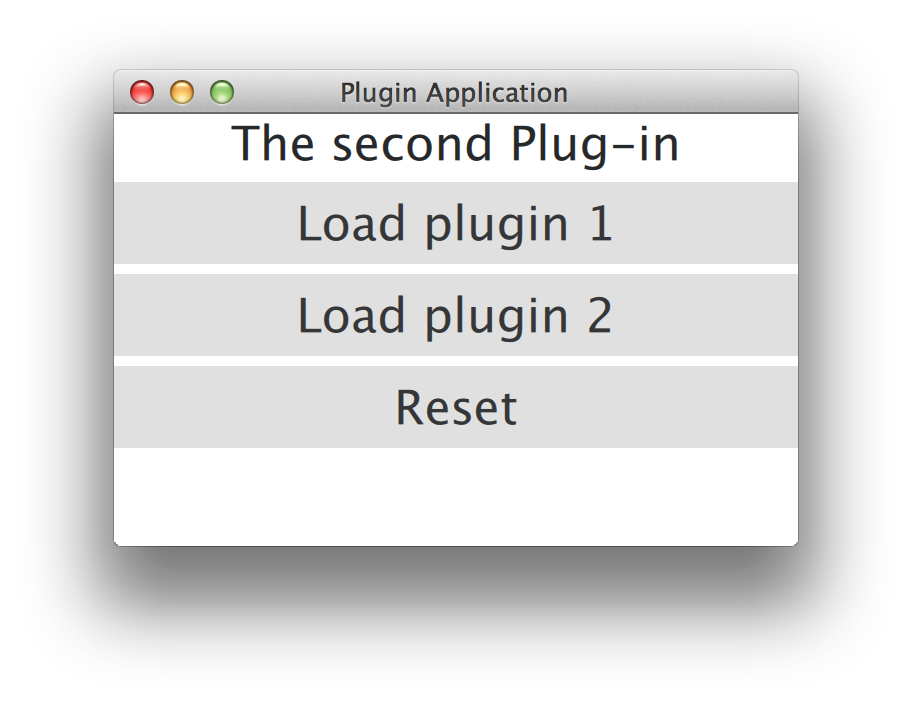 Plugin Application
The second Plug-in
Load plugin 1
Load plugin 2
Reset